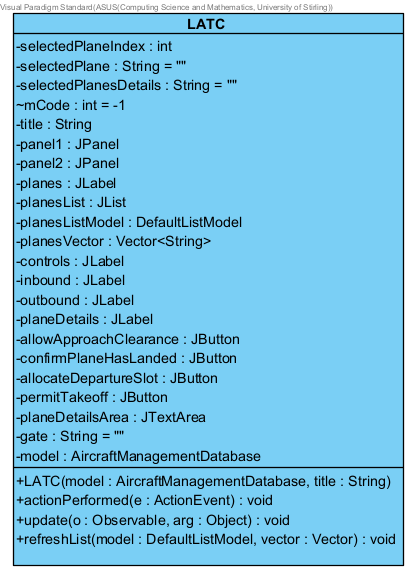 Visual Paradigm Standard(ASUS(Computing Science and Mathematics, University of Stirling))
LATC
-selectedPlaneIndex : int
-selectedPlane : String = ""
-selectedPlanesDetails : String = ""
~mCode : int = -1
-title : String
-panel1 : JPanel
-panel2 : JPanel
-planes : JLabel
-planesList : JList
-planesListModel : DefaultListModel
-planesVector : Vector<String>
-controls : JLabel
-inbound : JLabel
-outbound : JLabel
-planeDetails : JLabel
-allowApproachClearance : JButton
-confirmPlaneHasLanded : JButton
-allocateDepartureSlot : JButton
-permitTakeoff : JButton
-planeDetailsArea : JTextArea
-gate : String = ""
-model : AircraftManagementDatabase
+LATC(model : AircraftManagementDatabase, title : String)
+actionPerformed(e : ActionEvent) : void
+update(o : Observable, arg : Object) : void
+refreshList(model : DefaultListModel, vector : Vector) : void